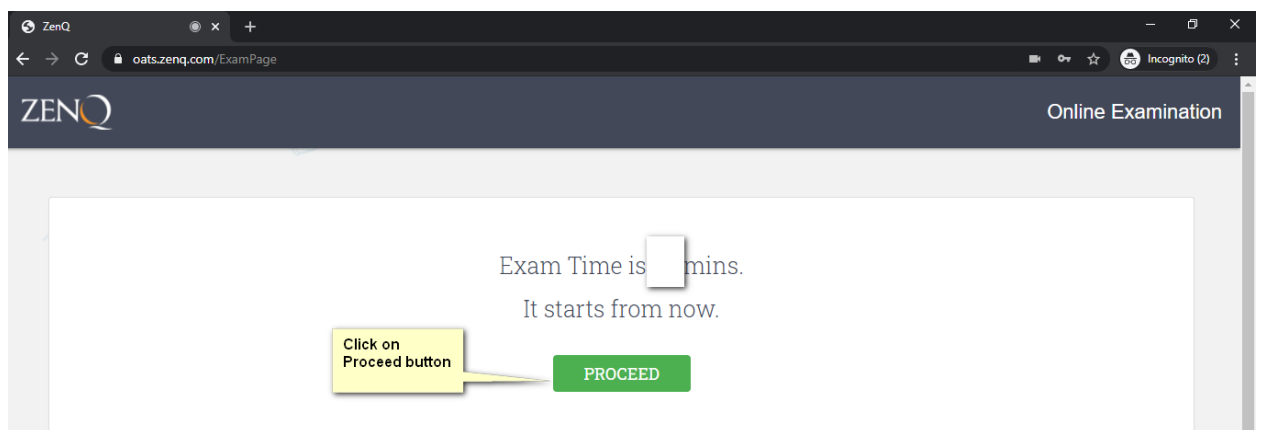 ZenQ
oats.zenq.com/ExamPage
Incognito (2)
ZENQ
Online Examination
Exam Time is mins.
It starts from now.
Click on
Proceed button
PROCEED